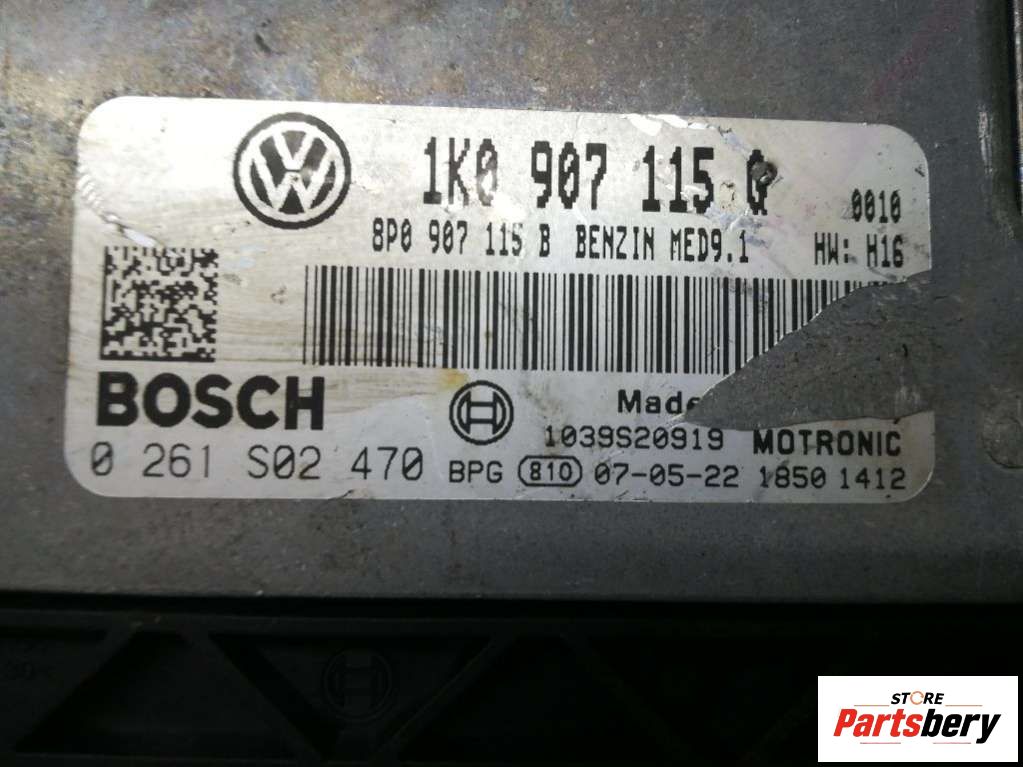 1K0 907 115 Q
0010
8P0 907 115 B BENZIN MED9.1 HW: H16
BOSCH
Made
1039S20919 MOTRONIC
0 261 S02 470 BPG 810 07-05-22 1850 1412
STORE
Partsbery